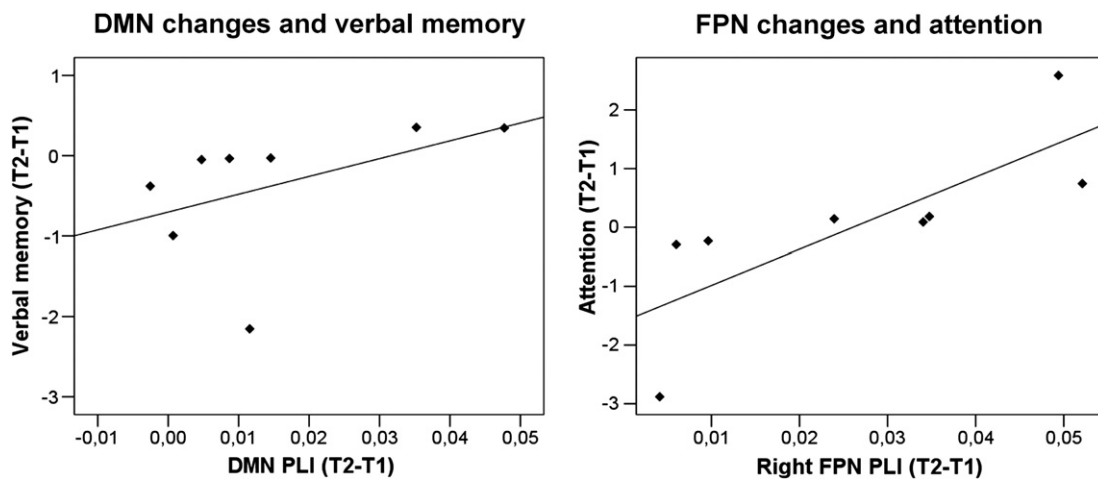 DMN changes and verbal memory
Verbal memory (T2-T1)
1
0
-1
-2
-3
-0,01 0,00 0,01 0,02 0,03 0,04 0,05
DMN PLI (T2-T1)
FPN changes and attention
Attention (T2-T1)
2
1
0
-1
-2
-3
0,01 0,02 0,03 0,04 0,05
Right FPN PLI (T2-T1)